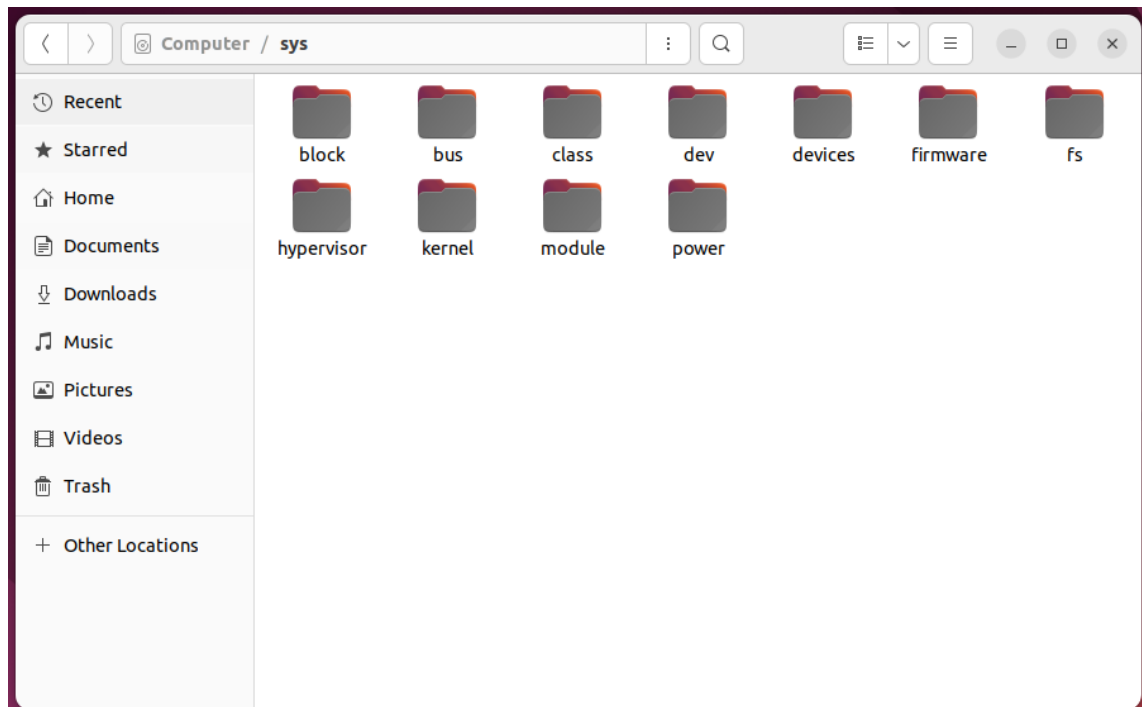 Computer / sys
Recent
Starred
Home
Documents
Downloads
Music
Pictures
Videos
Trash
Other Locations
block bus class dev devices firmware fs
hypervisor kernel module power